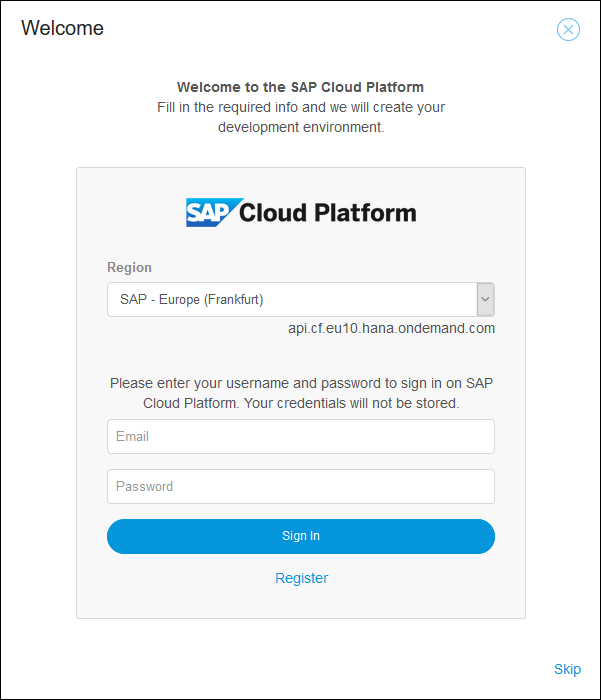 Welcome
Welcome to the SAP Cloud Platform
Fill in the required info and we will create your
development environment.
SAP Cloud Platform
Region
SAP - Europe (Frankfurt)
api.cf.eu10.hana.ondemand.com
Please enter your username and password to sign in on SAP
Cloud Platform. Your credentials will not be stored.
Email
Password
Sign In
Register
Skip